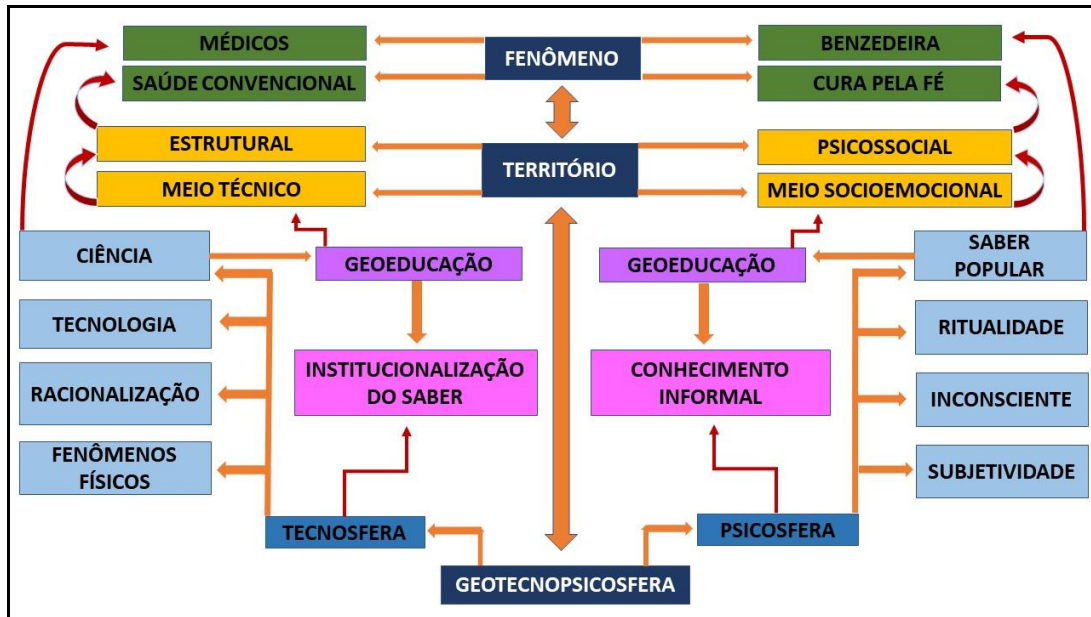 MÉDICOS
FENÔMENO
BENZEDEIRA
SAÚDE CONVENCIONAL
CURA PELA FÉ
ESTRUTURAL
TERRITÓRIO
PSICOSSOCIAL
MEIO TÉCNICO
MEIO SOCIOEMOCIONAL
CIÊNCIA
GEOEDUCAÇÃO
GEOEDUCAÇÃO
SABER
POPULAR
TECNOLOGIA
RITUALIDADE
INSTITUCIONALIZAÇÃO
DO SABER
CONHECIMENTO
INFORMAL
RACIONALIZAÇÃO
INCONSCIENTE
FENÔMENOS
FÍSICOS
SUBJETIVIDADE
TECNOSFERA
PSICOSFERA
GEOTECNOPSICOSFERA